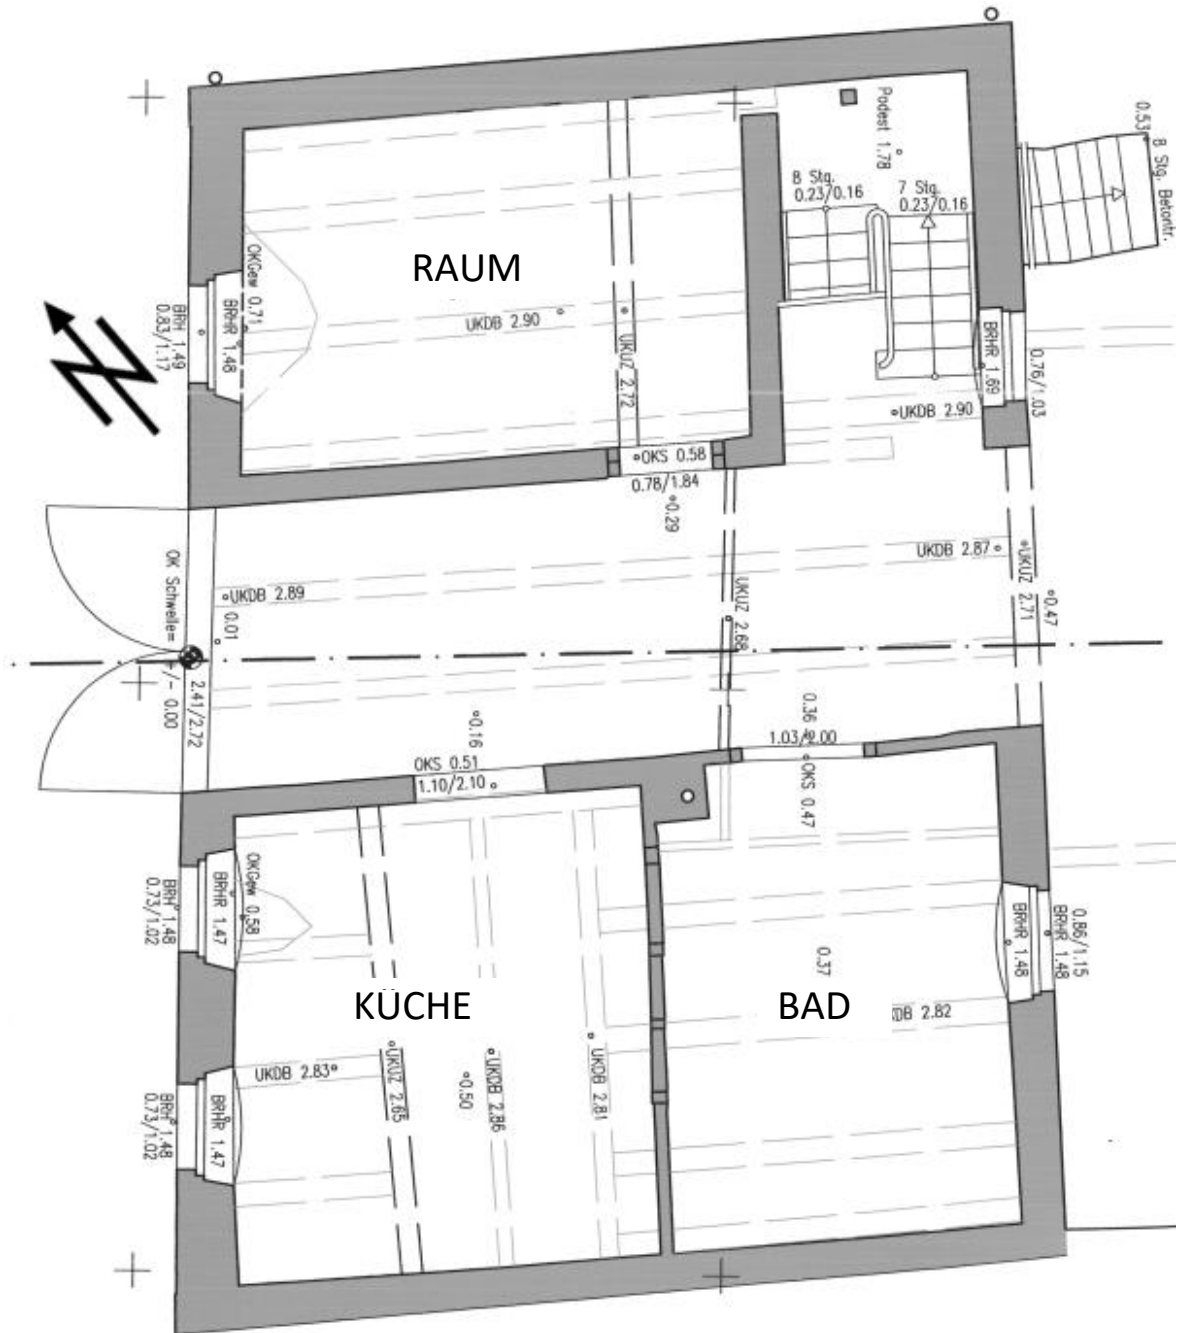 0.53
8 Stg. Betontr.
Podest 1.78
8 Stg.
0.23/0.16
7 Stg.
0.23/0.16
RAUM
OKGew 0.71
BRHR 1.48
BRH 1.49
0.83/1.17
UKDB 2.90
UKUZ 2.72
BRHR 1.69
0.76/1.03
UKDB 2.90
OKS 0.58
0.78/1.84
0.29
UKDB 2.87
UKUZ 2.71
0.47
OK Schwelle=
+/- 0.00
UKDB 2.89
0.01
UKUZ 2.68
2.41/2.72
0.16
OKS 0.51
1.10/2.10
0.36
1.03/2.00
OKS 0.47
OKGew 0.58
BRHR 1.47
BRH 1.48
0.73/1.02
0.86/1.15
BRHR 1.48
BRHR 1.48
0.37
KÜCHE
BAD
KDB 2.82
UKDB 2.83
UKUZ 2.65
0.50
UKDB 2.86
UKDB 2.81
BRHR 1.47
BRH 1.48
0.73/1.02